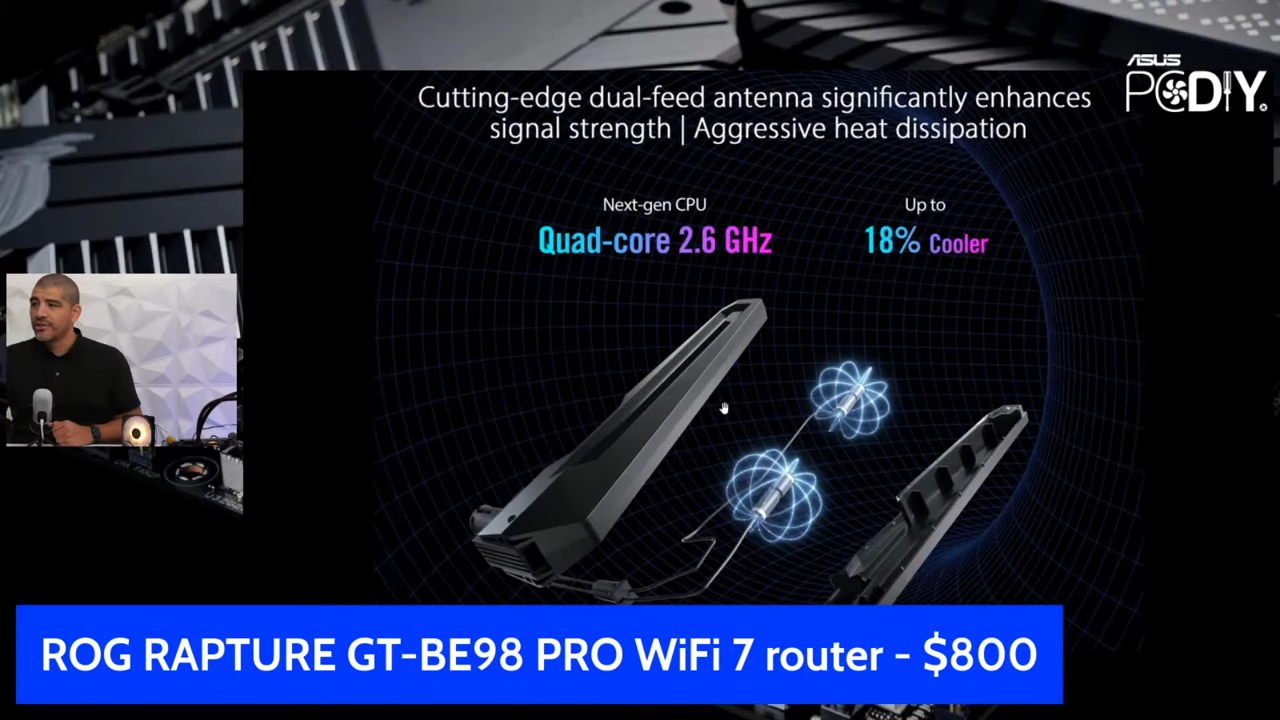 Cutting-edge dual-feed antenna significantly enhances
signal strength | Aggressive heat dissipation
ASUS
PCDIY.
Next-gen CPU
Quad-core 2.6 GHz
Up to
18% Cooler
ROG RAPTURE GT-BE98 PRO WiFi 7 router - $800